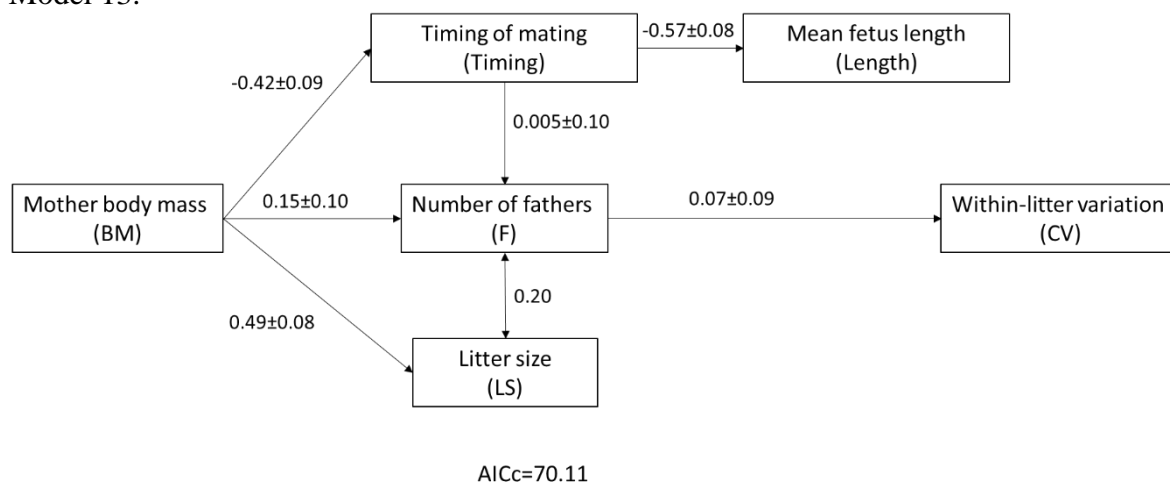 Model 13:
Timing of mating
(Timing)
-0.57±0.08
Mean fetus length
(Length)
-0.42±0.09
0.005±0.10
Mother body mass
(BM)
0.15±0.10
Number of fathers
(F)
0.07±0.09
Within-litter variation
(CV)
0.20
0.49±0.08
Litter size
(LS)
AICc=70.11